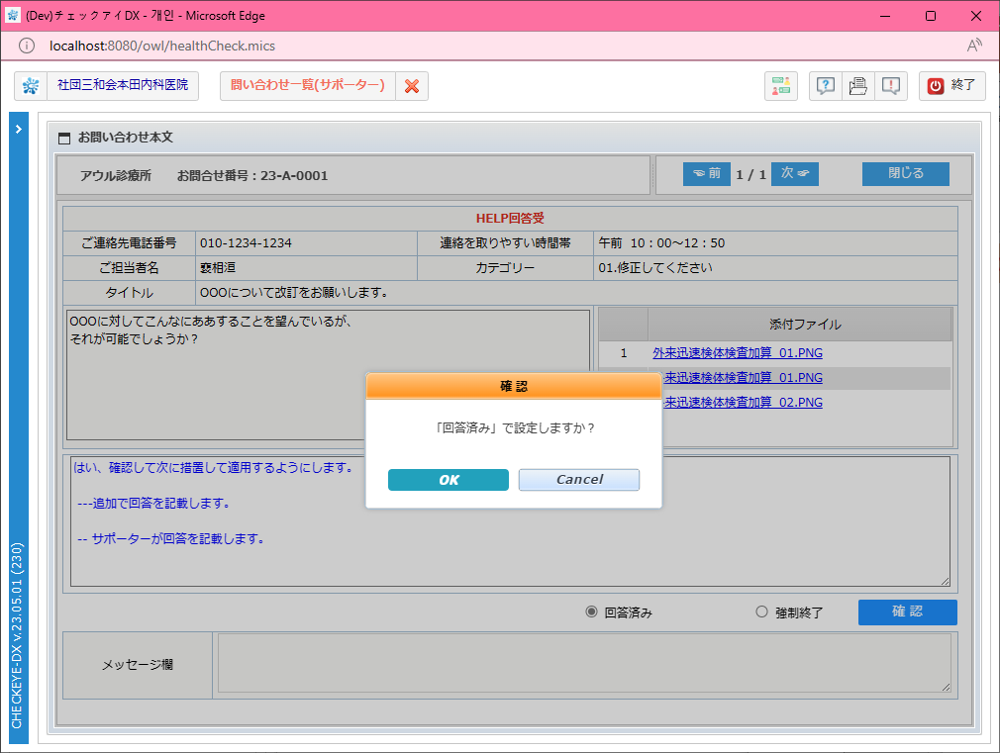 (Dev)チェックアイDX - 개인 - Microsoft Edge
localhost:8080/owl/healthCheck.mics
社団三和会本田内科医院
問い合わせ一覧(サポーター)
終了
お問い合わせ本文
アウル診療所 お問合せ番号：23-A-0001
前 1 / 1 次 閉じる
HELP回答受
ご連絡先電話番号 010-1234-1234 連絡を取りやすい時間帯 午前 10：00～12：50
ご担当者名 裵相洹 カテゴリー 01.修正してください
タイトル OOOについて改訂をお願いします。
OOOに対してこんなにああすることを望んでいるが、
それが可能でしょうか？
添付ファイル
1 外来迅速検体検査加算_01.PNG
来迅速検体検査加算_01.PNG
来迅速検体検査加算_02.PNG
確 認
「回答済み」で設定しますか？
OK Cancel
はい、確認して次に措置して適用するようにします。
---追加で回答を記載します。
-- サポーターが回答を記載します。
回答済み 強制終了 確 認
メッセージ欄
CHECKEYE-DX v.23.05.01 (230)